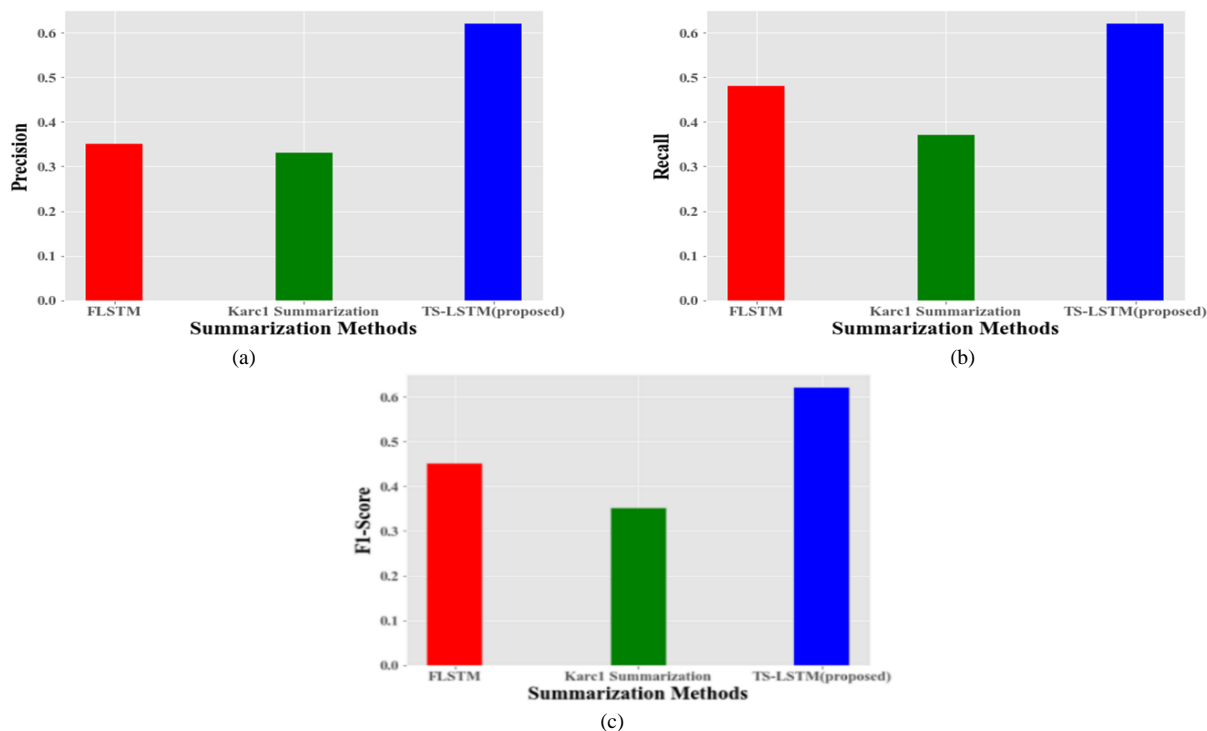 Precision
0.6
0.5
0.4
0.3
0.2
0.1
0.0
FLSTM Karc1 Summarization TS-LSTM(proposed)
Summarization Methods
(a)
Recall
0.6
0.5
0.4
0.3
0.2
0.1
0.0
FLSTM Karc1 Summarization TS-LSTM(proposed)
Summarization Methods
(b)
F1-Score
0.6
0.5
0.4
0.3
0.2
0.1
0.0
FLSTM Karc1 Summarization TS-LSTM(proposed)
Summarization Methods
(c)